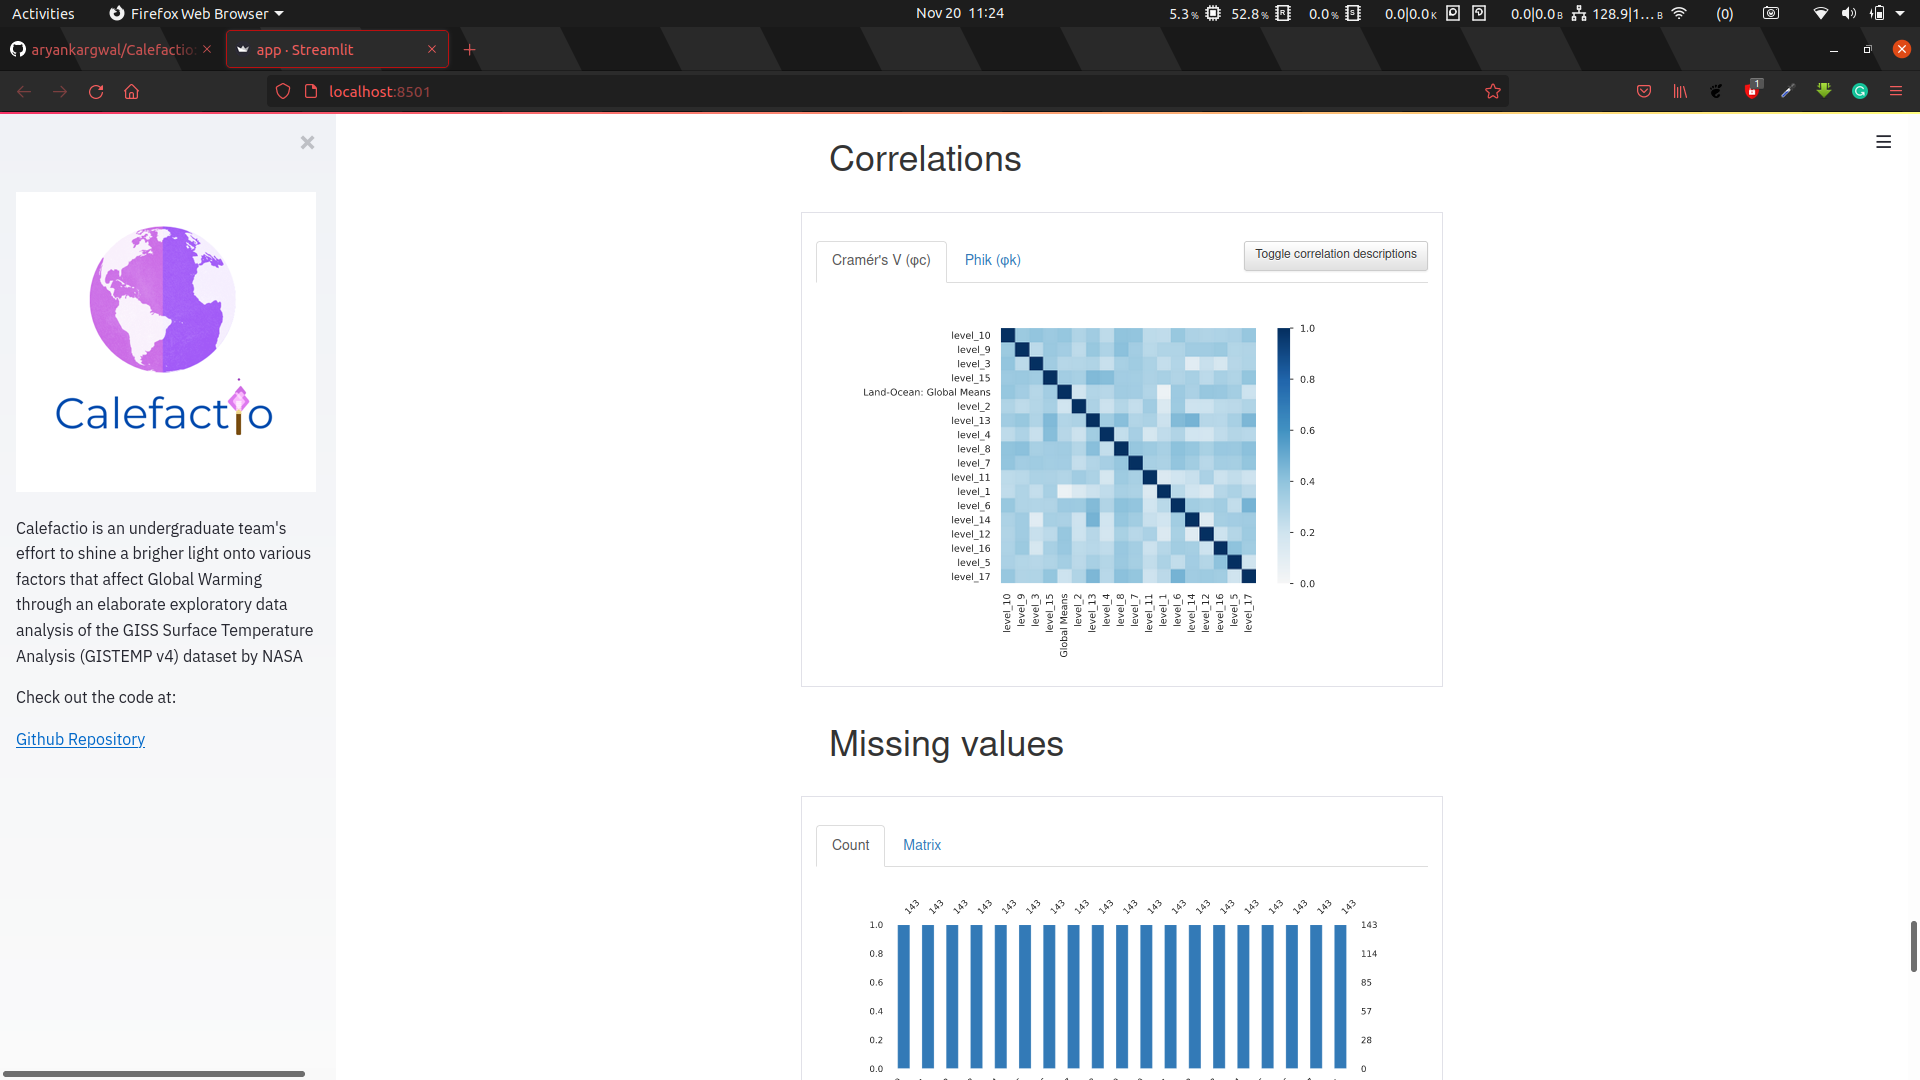 Activities
Firefox Web Browser
Nov 20 11:24
5.3%
52.8%
0.0%
0.0|0.0K
0.0|0.0B
128.9|1...B
(0)
aryankargwal/Calefactio:
app · Streamlit
localhost:8501
1
Calefactio
Calefactio is an undergraduate team's
effort to shine a brigher light onto various
factors that affect Global Warming
through an elaborate exploratory data
analysis of the GISS Surface Temperature
Analysis (GISTEMP v4) dataset by NASA
Check out the code at:
Github Repository
Correlations
Cramér's V (φc)
Phik (φk)
Toggle correlation descriptions
level_10
level_9
level_3
level_15
Land-Ocean: Global Means
level_2
level_13
level_4
level_8
level_7
level_11
level_1
level_6
level_14
level_12
level_16
level_5
level_17
1.0
0.8
0.6
0.4
0.2
0.0
level_10
level_9
level_3
level_15
Global Means
level_2
level_13
level_4
level_8
level_7
level_11
level_1
level_6
level_14
level_12
level_16
level_5
level_17
Missing values
Count
Matrix
143 143 143 143 143 143 143 143 143 143 143 143 143 143 143 143 143 143 143
1.0
0.8
0.6
0.4
0.2
0.0
143
114
85
57
28
0